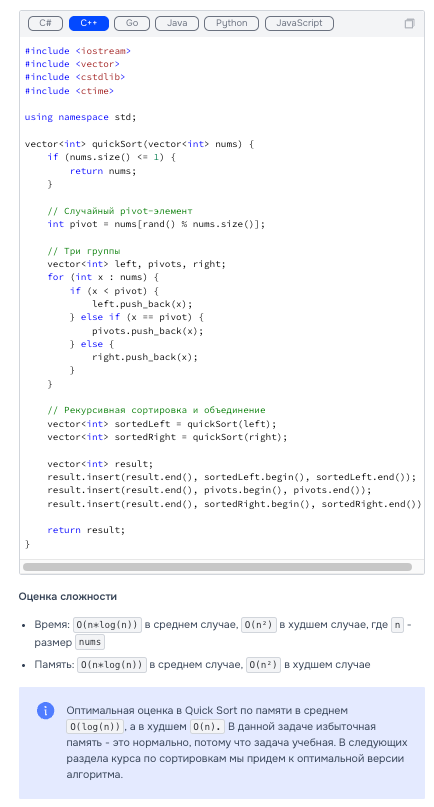 C# C++ Go Java Python JavaScript
#include <iostream>
#include <vector>
#include <cstdlib>
#include <ctime>
using namespace std;
vector<int> quickSort(vector<int> nums) {
    if (nums.size() <= 1) {
        return nums;
    }
    // Случайный pivot-элемент
    int pivot = nums[rand() % nums.size()];
    // Три группы
    vector<int> left, pivots, right;
    for (int x : nums) {
        if (x < pivot) {
            left.push_back(x);
        } else if (x == pivot) {
            pivots.push_back(x);
        } else {
            right.push_back(x);
        }
    }
    // Рекурсивная сортировка и объединение
    vector<int> sortedLeft = quickSort(left);
    vector<int> sortedRight = quickSort(right);
    vector<int> result;
    result.insert(result.end(), sortedLeft.begin(), sortedLeft.end());
    result.insert(result.end(), pivots.begin(), pivots.end());
    result.insert(result.end(), sortedRight.begin(), sortedRight.end())
    return result;
}
Оценка сложности
• Время: O(n*log(n)) в среднем случае, O(n²) в худшем случае, где n -
размер nums
• Память: O(n*log(n)) в среднем случае, O(n²) в худшем случае
Оптимальная оценка в Quick Sort по памяти в среднем
O(log(n)), а в худшем O(n). В данной задаче избыточная
память - это нормально, потому что задача учебная. В следующих
раздела курса по сортировкам мы придем к оптимальной версии
алгоритма.